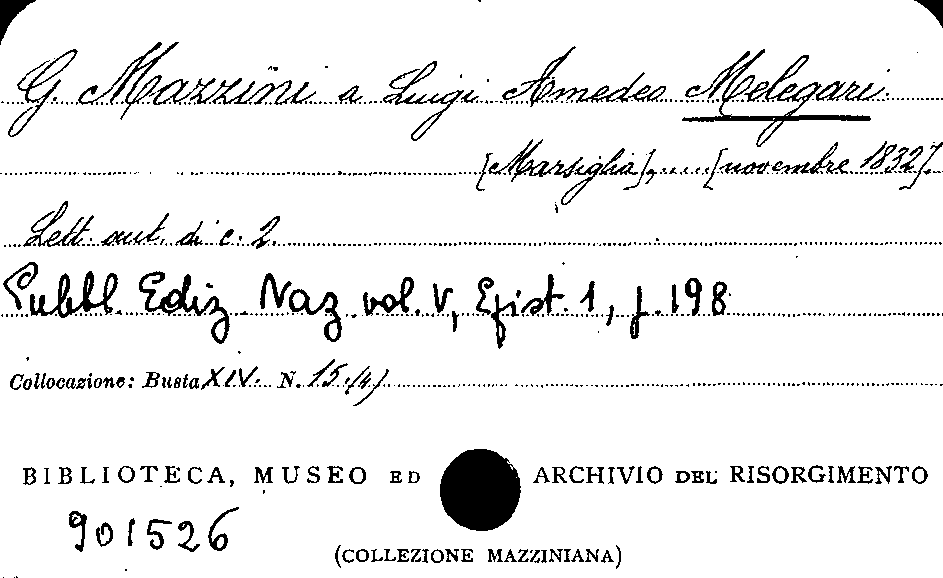 G. Mazzini a Luigi Amedeo Melegari.
[Marsiglia], ..... [novembre 1832].
Lett. aut. di c. 2.
Pubbl. Ediz. Naz. vol. V, Epist. 1, p. 198
Collocazione: Busta XIV. N. 15.(4)
BIBLIOTECA, MUSEO ED ARCHIVIO DEL RISORGIMENTO
901526
(COLLEZIONE MAZZINIANA)